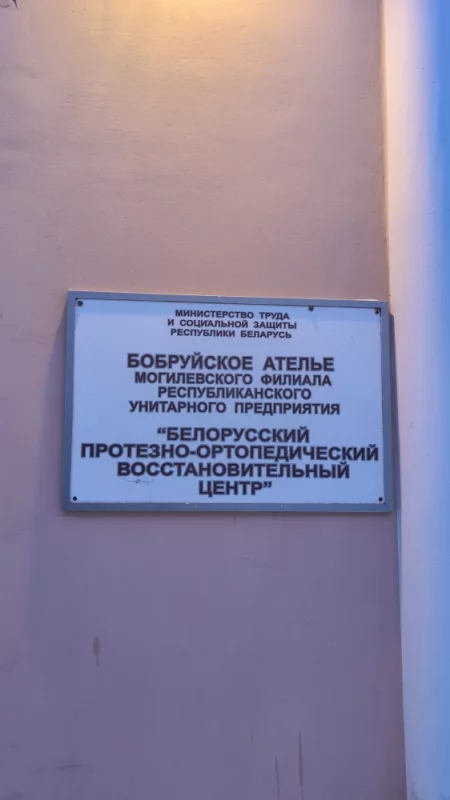 МИНИСТЕРСТВО ТРУДА
И СОЦИАЛЬНОЙ ЗАЩИТЫ
РЕСПУБЛИКИ БЕЛАРУСЬ
БОБРУЙСКОЕ АТЕЛЬЕ
МОГИЛЕВСКОГО ФИЛИАЛА
РЕСПУБЛИКАНСКОГО
УНИТАРНОГО ПРЕДПРИЯТИЯ
“БЕЛОРУССКИЙ
ПРОТЕЗНО-ОРТОПЕДИЧЕСКИЙ
ВОССТАНОВИТЕЛЬНЫЙ
ЦЕНТР”